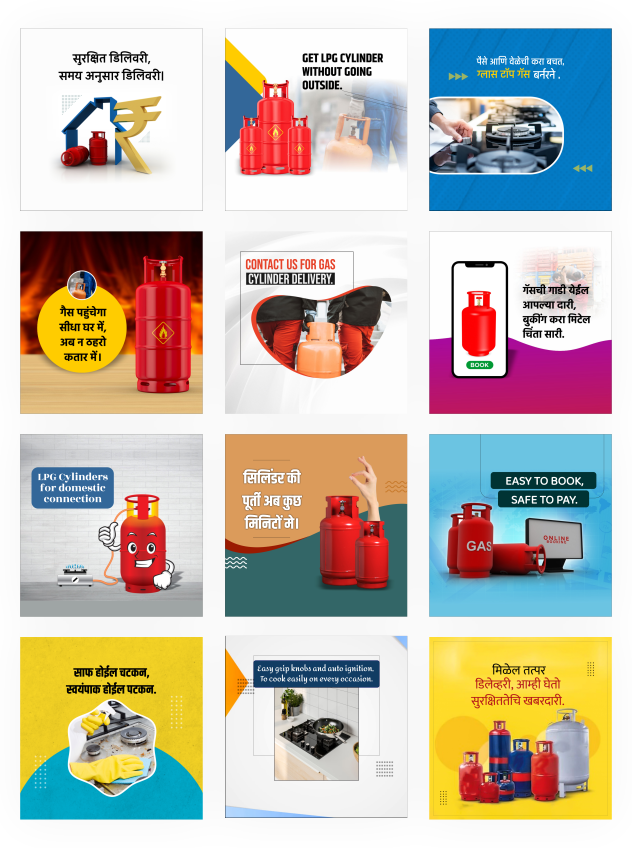 सुरक्षित डिलिवरी,
समय अनुसार डिलिवरी।
GET LPG CYLINDER
WITHOUT GOING
OUTSIDE.
पैसे आणि वेळेची करा बचत,
ग्लास टॉप गॅस बर्नरने .
गैस पहुंचेगा
सीधा घर में,
अब न ठहरो
कतार में।
CONTACT US FOR GAS
CYLINDER DELIVERY.
गॅसची गाडी येईल
आपल्या दारी,
बुकींग करा मिटेल
चिंता सारी.
BOOK
LPG Cylinders
for domestic
connection
सिलिंडर की
पूर्ती अब कुछ
मिनिटों मे।
EASY TO BOOK,
SAFE TO PAY.
GAS
ONLINE
BOOKING
साफ होईल चटकन,
स्वयंपाक होईल पटकन.
Easy grip knobs and auto ignition.
To cook easily on every occasion.
मिळेल तत्पर
डिलेव्हरी, आम्ही घेतो
सुरक्षिततेचि खबरदारी.